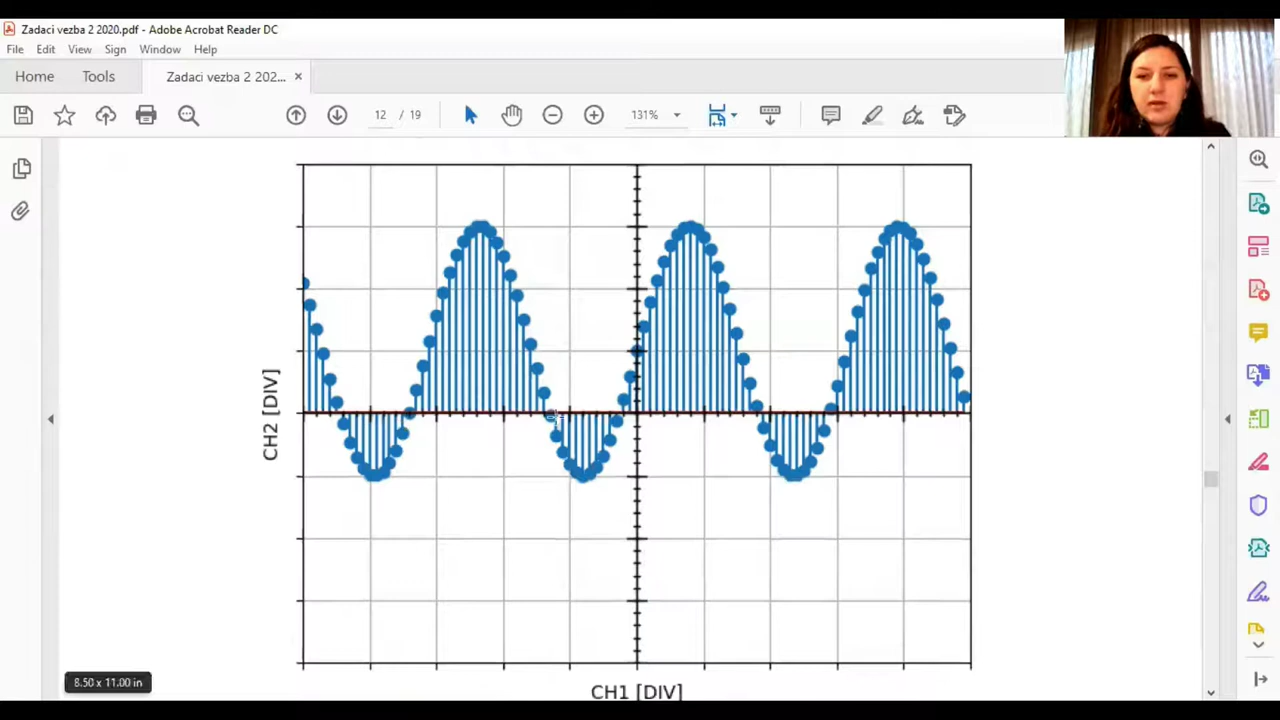 Zadaci vezba 2 2020.pdf - Adobe Acrobat Reader DC
File Edit View Sign Window Help
Home Tools Zadaci vezba 2 202... ×
12 / 19 131%
CH2 [DIV]
CH1 [DIV]
8.50 x 11.00 in